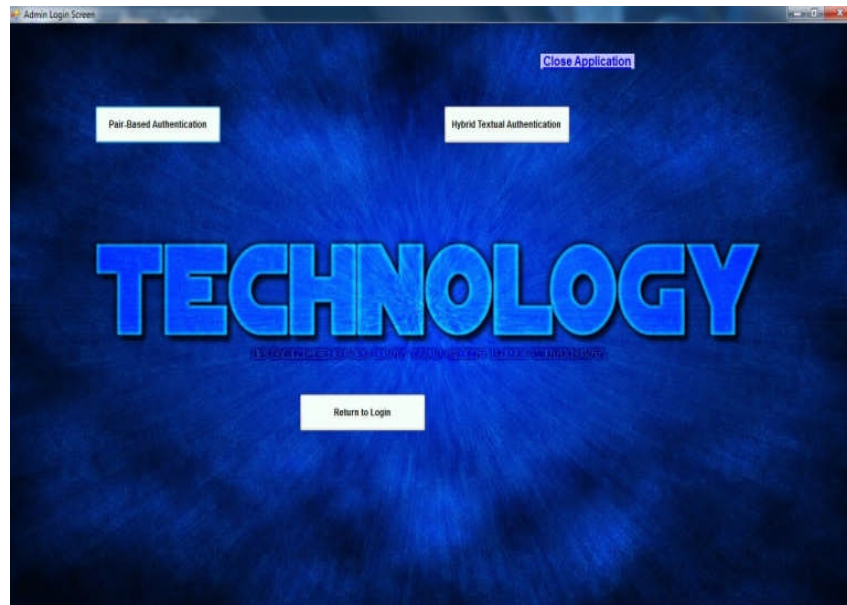 Admin Login Screen
Close Application
Pair-Based Authentication
Hybrid Textual Authentication
TECHNOLOGY
Return to Login